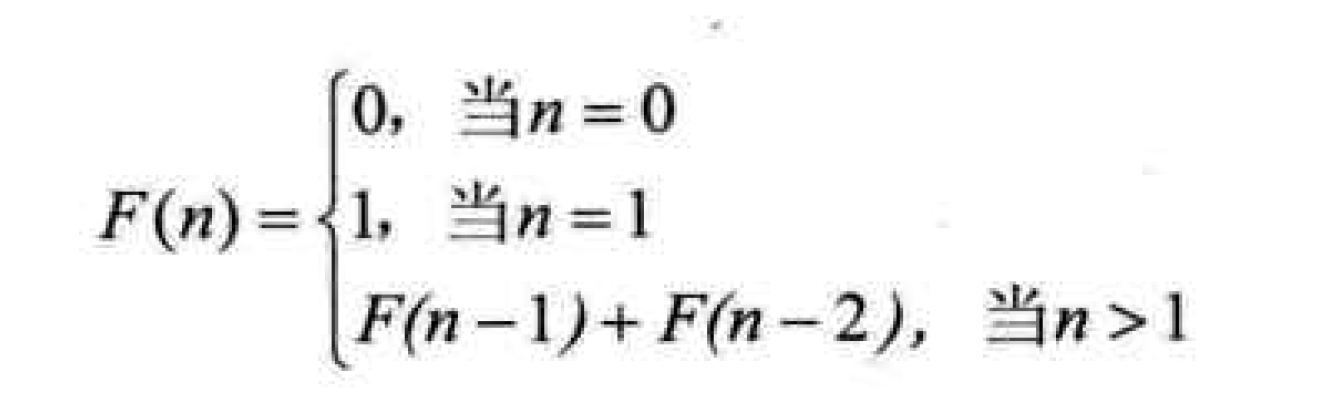 F(n) = { 0, 当n = 0
1, 当n = 1
F(n-1) + F(n-2), 当n > 1